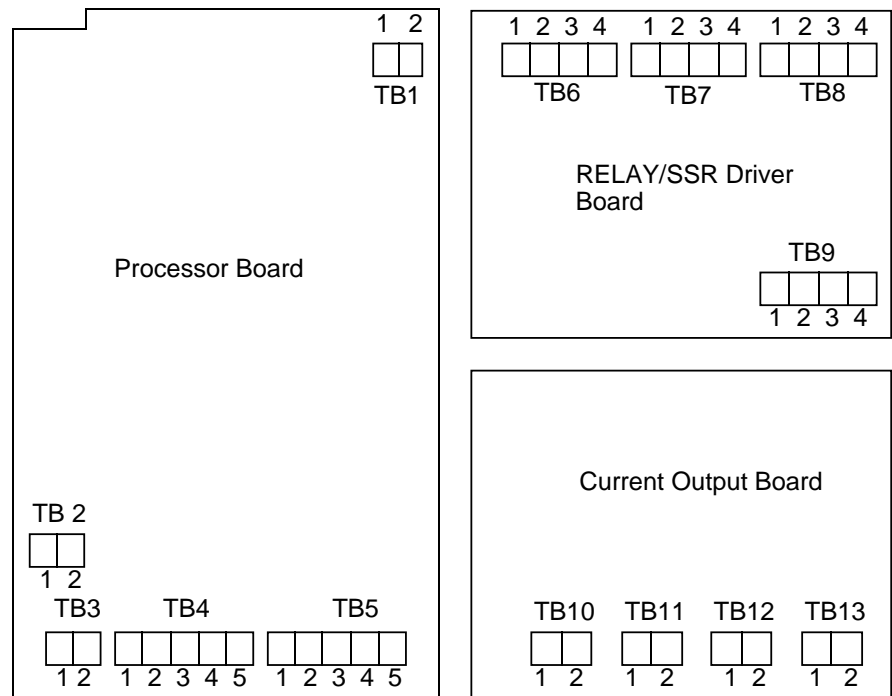 1 2
TB1
Processor Board
TB 2
1 2
TB3 TB4 TB5
1 2 1 2 3 4 5 1 2 3 4 5
1 2 3 4 1 2 3 4 1 2 3 4
TB6 TB7 TB8
RELAY/SSR Driver
Board
TB9
1 2 3 4
Current Output Board
TB10 TB11 TB12 TB13
1 2 1 2 1 2 1 2